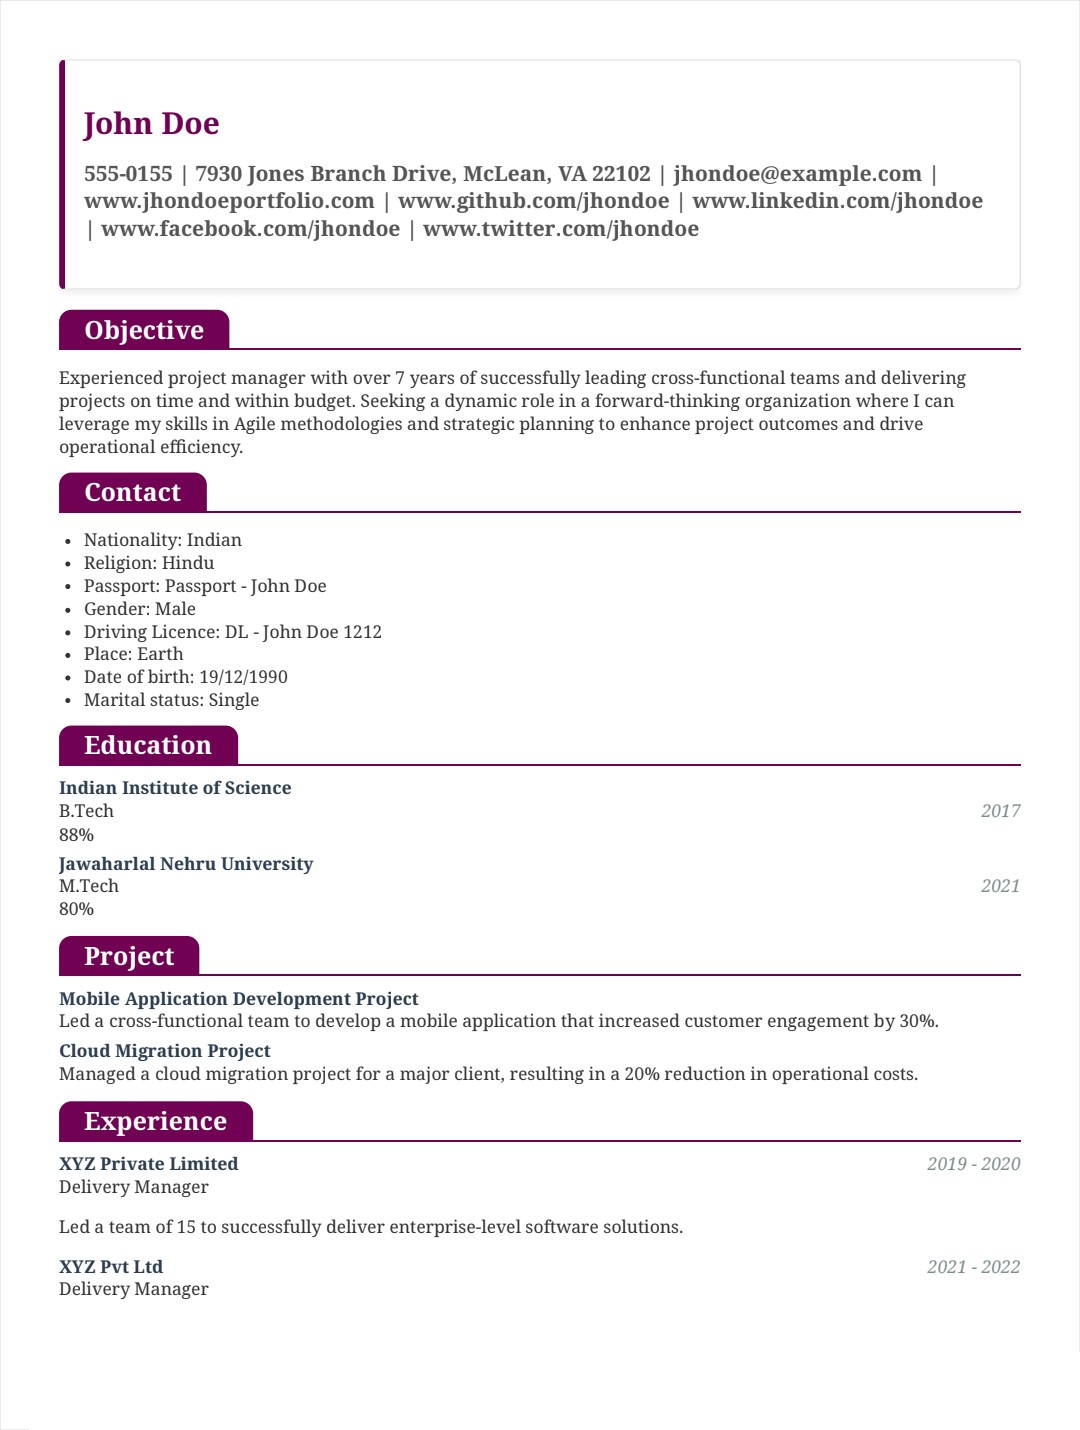 John Doe
555-0155 | 7930 Jones Branch Drive, McLean, VA 22102 | jhondoe@example.com |
www.jhondoeportfolio.com | www.github.com/jhondoe | www.linkedin.com/jhondoe
| www.facebook.com/jhondoe | www.twitter.com/jhondoe
Objective
Experienced project manager with over 7 years of successfully leading cross-functional teams and delivering
projects on time and within budget. Seeking a dynamic role in a forward-thinking organization where I can
leverage my skills in Agile methodologies and strategic planning to enhance project outcomes and drive
operational efficiency.
Contact
• Nationality: Indian
• Religion: Hindu
• Passport: Passport - John Doe
• Gender: Male
• Driving Licence: DL - John Doe 1212
• Place: Earth
• Date of birth: 19/12/1990
• Marital status: Single
Education
Indian Institute of Science
B.Tech 2017
88%
Jawaharlal Nehru University
M.Tech 2021
80%
Project
Mobile Application Development Project
Led a cross-functional team to develop a mobile application that increased customer engagement by 30%.
Cloud Migration Project
Managed a cloud migration project for a major client, resulting in a 20% reduction in operational costs.
Experience
XYZ Private Limited 2019 - 2020
Delivery Manager
Led a team of 15 to successfully deliver enterprise-level software solutions.
XYZ Pvt Ltd 2021 - 2022
Delivery Manager